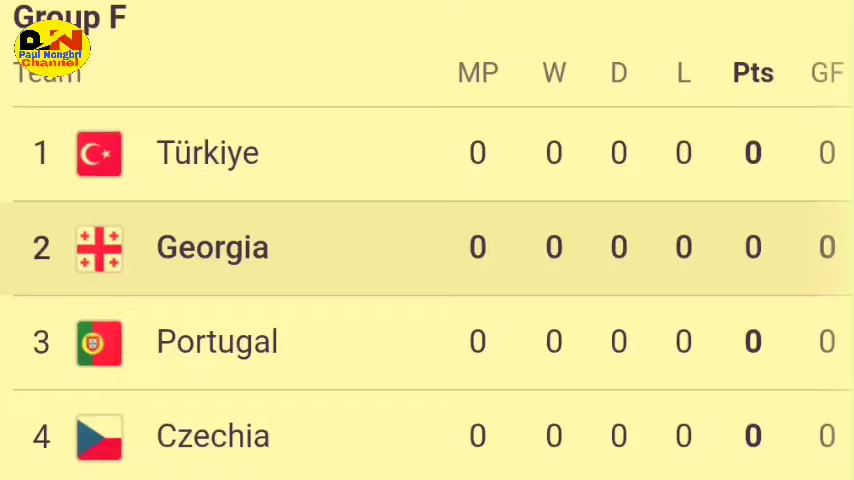 Group F
PN
Paul Nongbri
Channel
Team MP W D L Pts GF
1 Türkiye 0 0 0 0 0 0
2 Georgia 0 0 0 0 0 0
3 Portugal 0 0 0 0 0 0
4 Czechia 0 0 0 0 0 0